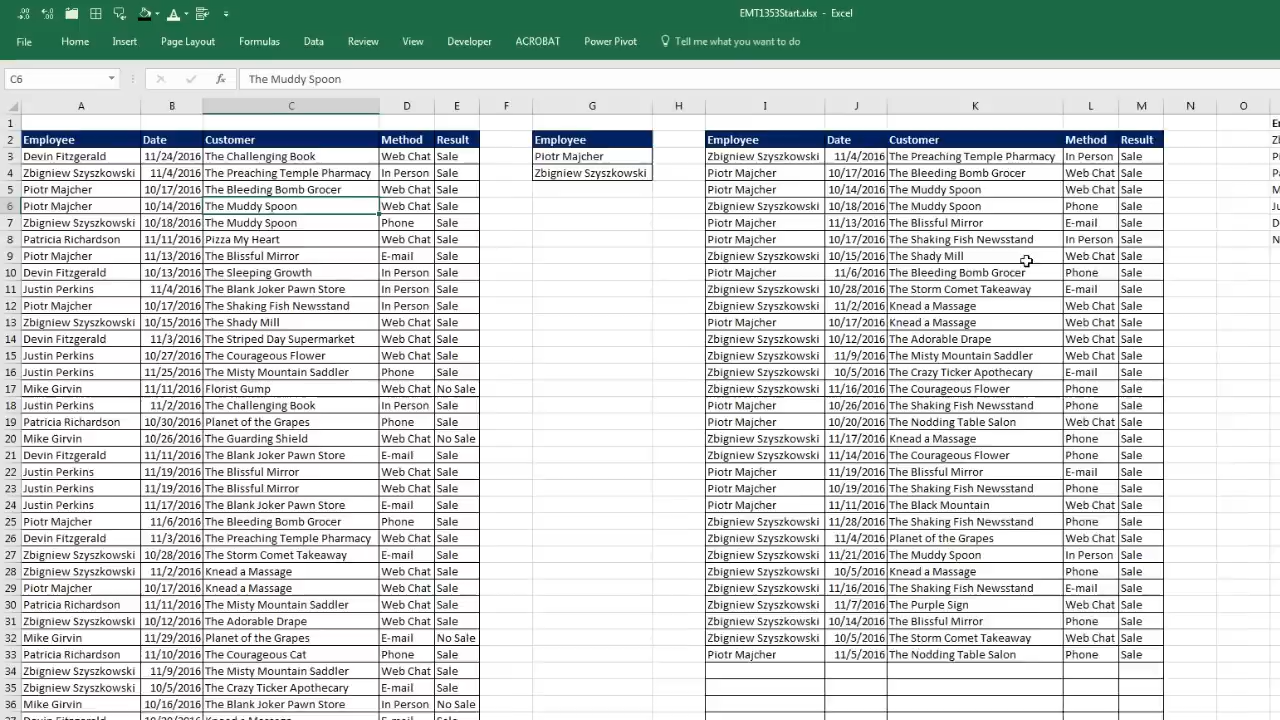 EMT1353Start.xlsx - Excel
File Home Insert Page Layout Formulas Data Review View Developer ACROBAT Power Pivot Tell me what you want to do
C6 fx The Muddy Spoon
A B C D E F G H I J K L M N O
1
2 Employee Date Customer Method Result Employee Employee Date Customer Method Result
3 Devin Fitzgerald 11/24/2016 The Challenging Book Web Chat Sale Piotr Majcher Zbigniew Szyszkowski 11/4/2016 The Preaching Temple Pharmacy In Person Sale
4 Zbigniew Szyszkowski 11/4/2016 The Preaching Temple Pharmacy In Person Sale Zbigniew Szyszkowski Piotr Majcher 10/17/2016 The Bleeding Bomb Grocer Web Chat Sale
5 Piotr Majcher 10/17/2016 The Bleeding Bomb Grocer Web Chat Sale Piotr Majcher 10/14/2016 The Muddy Spoon Web Chat Sale
6 Piotr Majcher 10/14/2016 The Muddy Spoon Web Chat Sale Zbigniew Szyszkowski 10/18/2016 The Muddy Spoon Phone Sale
7 Zbigniew Szyszkowski 10/18/2016 The Muddy Spoon Phone Sale Piotr Majcher 11/13/2016 The Blissful Mirror E-mail Sale
8 Patricia Richardson 11/11/2016 Pizza My Heart Web Chat Sale Piotr Majcher 10/17/2016 The Shaking Fish Newsstand In Person Sale
9 Piotr Majcher 11/13/2016 The Blissful Mirror E-mail Sale Zbigniew Szyszkowski 10/15/2016 The Shady Mill Web Chat Sale
10 Devin Fitzgerald 10/13/2016 The Sleeping Growth In Person Sale Piotr Majcher 11/6/2016 The Bleeding Bomb Grocer Phone Sale
11 Justin Perkins 11/4/2016 The Blank Joker Pawn Store In Person Sale Zbigniew Szyszkowski 10/28/2016 The Storm Comet Takeaway E-mail Sale
12 Piotr Majcher 10/17/2016 The Shaking Fish Newsstand In Person Sale Zbigniew Szyszkowski 11/2/2016 Knead a Massage Web Chat Sale
13 Zbigniew Szyszkowski 10/15/2016 The Shady Mill Web Chat Sale Piotr Majcher 10/17/2016 Knead a Massage Web Chat Sale
14 Devin Fitzgerald 11/3/2016 The Striped Day Supermarket Web Chat Sale Zbigniew Szyszkowski 10/12/2016 The Adorable Drape Web Chat Sale
15 Justin Perkins 10/27/2016 The Courageous Flower Web Chat Sale Zbigniew Szyszkowski 11/9/2016 The Misty Mountain Saddler Web Chat Sale
16 Justin Perkins 11/25/2016 The Misty Mountain Saddler Phone Sale Zbigniew Szyszkowski 10/5/2016 The Crazy Ticker Apothecary E-mail Sale
17 Mike Girvin 11/11/2016 Florist Gump Web Chat No Sale Zbigniew Szyszkowski 11/16/2016 The Courageous Flower Phone Sale
18 Justin Perkins 11/2/2016 The Challenging Book In Person Sale Piotr Majcher 10/26/2016 The Shaking Fish Newsstand Phone Sale
19 Patricia Richardson 10/30/2016 Planet of the Grapes Phone Sale Piotr Majcher 10/20/2016 The Nodding Table Salon Web Chat Sale
20 Mike Girvin 10/26/2016 The Guarding Shield Web Chat No Sale Zbigniew Szyszkowski 11/17/2016 Knead a Massage Phone Sale
21 Devin Fitzgerald 11/11/2016 The Blank Joker Pawn Store E-mail Sale Zbigniew Szyszkowski 11/14/2016 The Courageous Flower Phone Sale
22 Justin Perkins 11/19/2016 The Blissful Mirror Web Chat Sale Piotr Majcher 11/19/2016 The Blissful Mirror E-mail Sale
23 Justin Perkins 11/19/2016 The Blissful Mirror Web Chat Sale Piotr Majcher 10/19/2016 The Shaking Fish Newsstand Phone Sale
24 Justin Perkins 11/17/2016 The Blank Joker Pawn Store E-mail Sale Piotr Majcher 11/11/2016 The Black Mountain Web Chat Sale
25 Piotr Majcher 11/6/2016 The Bleeding Bomb Grocer Phone Sale Zbigniew Szyszkowski 11/28/2016 The Shaking Fish Newsstand Phone Sale
26 Devin Fitzgerald 11/3/2016 The Preaching Temple Pharmacy Web Chat Sale Zbigniew Szyszkowski 11/4/2016 Planet of the Grapes Web Chat Sale
27 Zbigniew Szyszkowski 10/28/2016 The Storm Comet Takeaway E-mail Sale Piotr Majcher 11/21/2016 The Muddy Spoon In Person Sale
28 Zbigniew Szyszkowski 11/2/2016 Knead a Massage Web Chat Sale Zbigniew Szyszkowski 10/5/2016 Knead a Massage Phone Sale
29 Piotr Majcher 10/17/2016 Knead a Massage Web Chat Sale Zbigniew Szyszkowski 11/16/2016 The Shaking Fish Newsstand E-mail Sale
30 Patricia Richardson 11/11/2016 The Misty Mountain Saddler Web Chat Sale Zbigniew Szyszkowski 11/7/2016 The Purple Sign Web Chat Sale
31 Zbigniew Szyszkowski 10/12/2016 The Adorable Drape Web Chat Sale Zbigniew Szyszkowski 10/14/2016 The Blissful Mirror Phone Sale
32 Mike Girvin 11/29/2016 Planet of the Grapes E-mail No Sale Zbigniew Szyszkowski 10/5/2016 The Storm Comet Takeaway Web Chat Sale
33 Patricia Richardson 11/10/2016 The Courageous Cat Phone Sale Piotr Majcher 11/5/2016 The Nodding Table Salon Phone Sale
34 Zbigniew Szyszkowski 11/9/2016 The Misty Mountain Saddler Web Chat Sale
35 Zbigniew Szyszkowski 10/5/2016 The Crazy Ticker Apothecary E-mail Sale
36 Mike Girvin 10/16/2016 The Blank Joker Pawn Store In Person No Sale